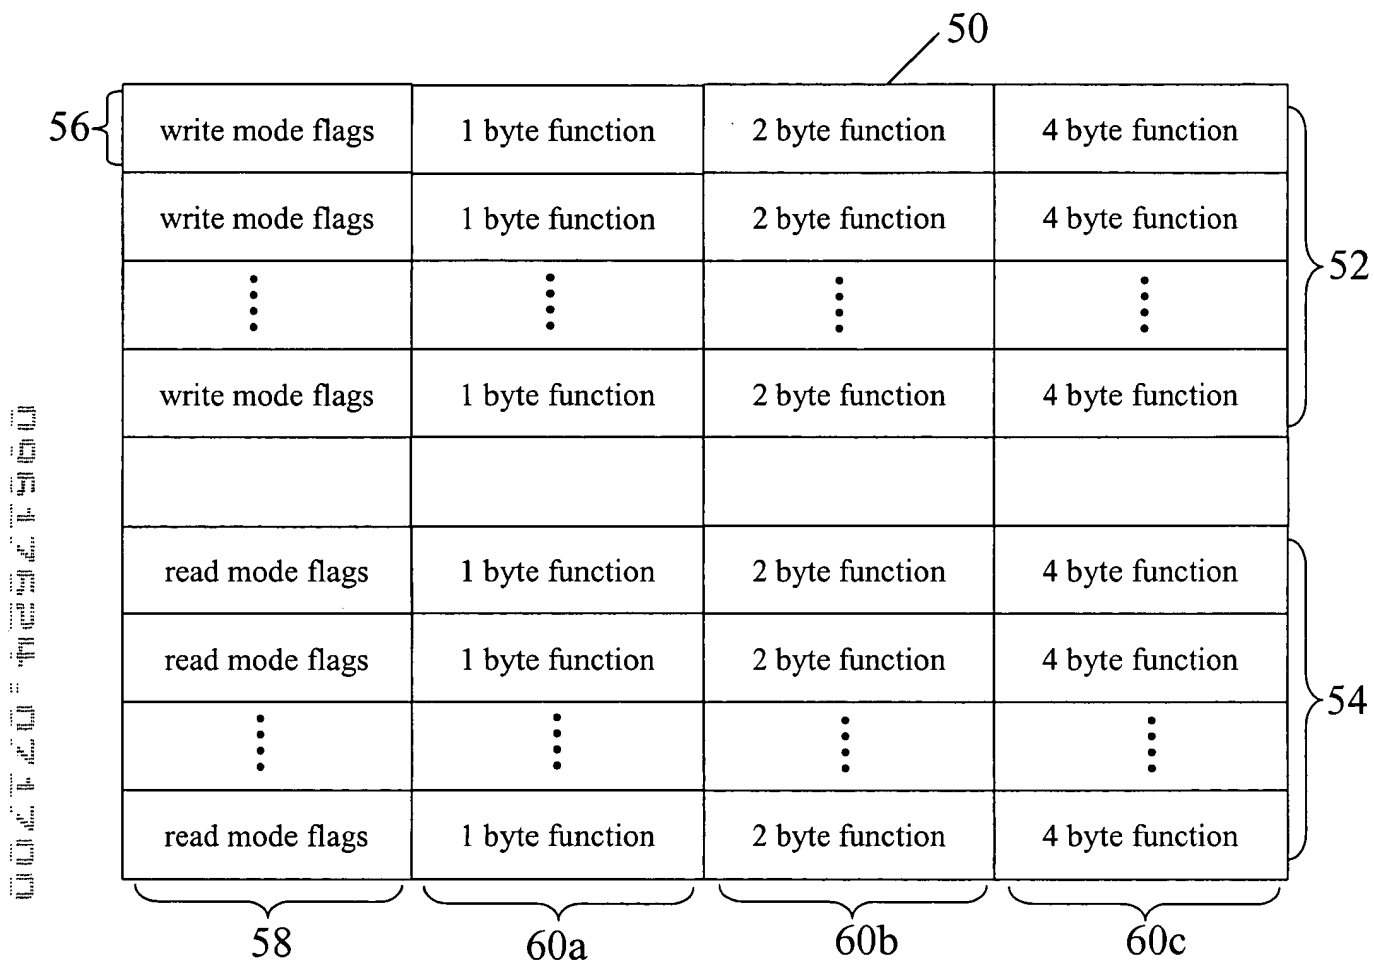 50
56 write mode flags 1 byte function 2 byte function 4 byte function
write mode flags 1 byte function 2 byte function 4 byte function
52
write mode flags 1 byte function 2 byte function 4 byte function
read mode flags 1 byte function 2 byte function 4 byte function
read mode flags 1 byte function 2 byte function 4 byte function
54
read mode flags 1 byte function 2 byte function 4 byte function
58 60a 60b 60c